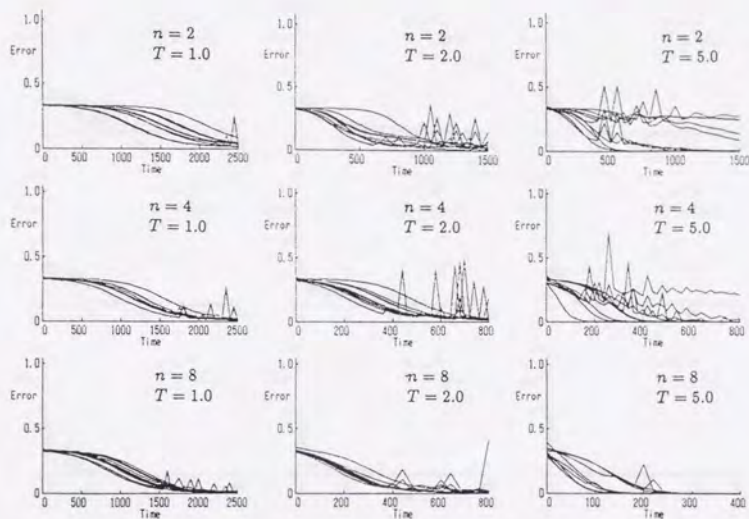 1.0
Error
0.5
0
n = 2
T = 1.0
0 500 1000 1500 2000 2500
Time
1.0
Error
0.5
0
n = 2
T = 2.0
0 500 1000 1500
Time
1.0
Error
0.5
0
n = 2
T = 5.0
0 500 1000 1500
Time
1.0
Error
0
n = 4
T = 1.0
0 500 1000 1500 2000 2500
Time
1.0
Error
0.5
0
n = 4
T = 2.0
0 200 400 600 800
Time
1.0
Error
0.5
0
n = 4
T = 5.0
0 200 400 600 800
Time
1.0
Error
0.5
0
n = 8
T = 1.0
0 500 1000 1500 2000 2500
Time
1.0
Error
0.5
0
n = 8
T = 2.0
0 200 400 600 800
Time
1.0
Error
0.5
0
n = 8
T = 5.0
0 100 200 300 400
Time